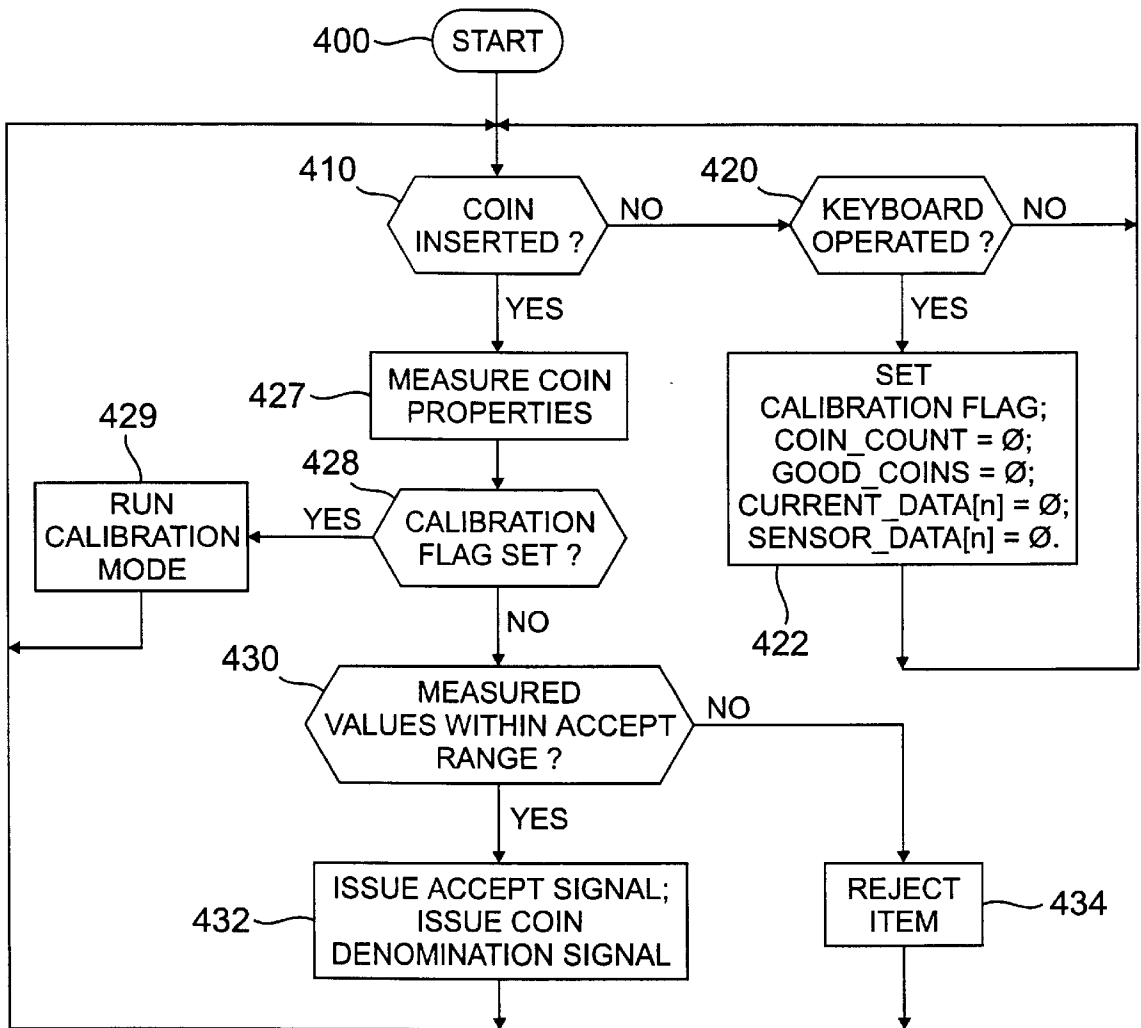 400
START
410
COIN
INSERTED ?
NO
420
KEYBOARD
OPERATED ?
NO
YES
YES
427
MEASURE COIN
PROPERTIES
SET
CALIBRATION FLAG;
COIN_COUNT = Ø;
GOOD_COINS = Ø;
CURRENT_DATA[n] = Ø;
SENSOR_DATA[n] = Ø.
422
429
RUN
CALIBRATION
MODE
YES
428
CALIBRATION
FLAG SET ?
NO
430
MEASURED
VALUES WITHIN ACCEPT
RANGE ?
NO
YES
432
ISSUE ACCEPT SIGNAL;
ISSUE COIN
DENOMINATION SIGNAL
REJECT
ITEM
434